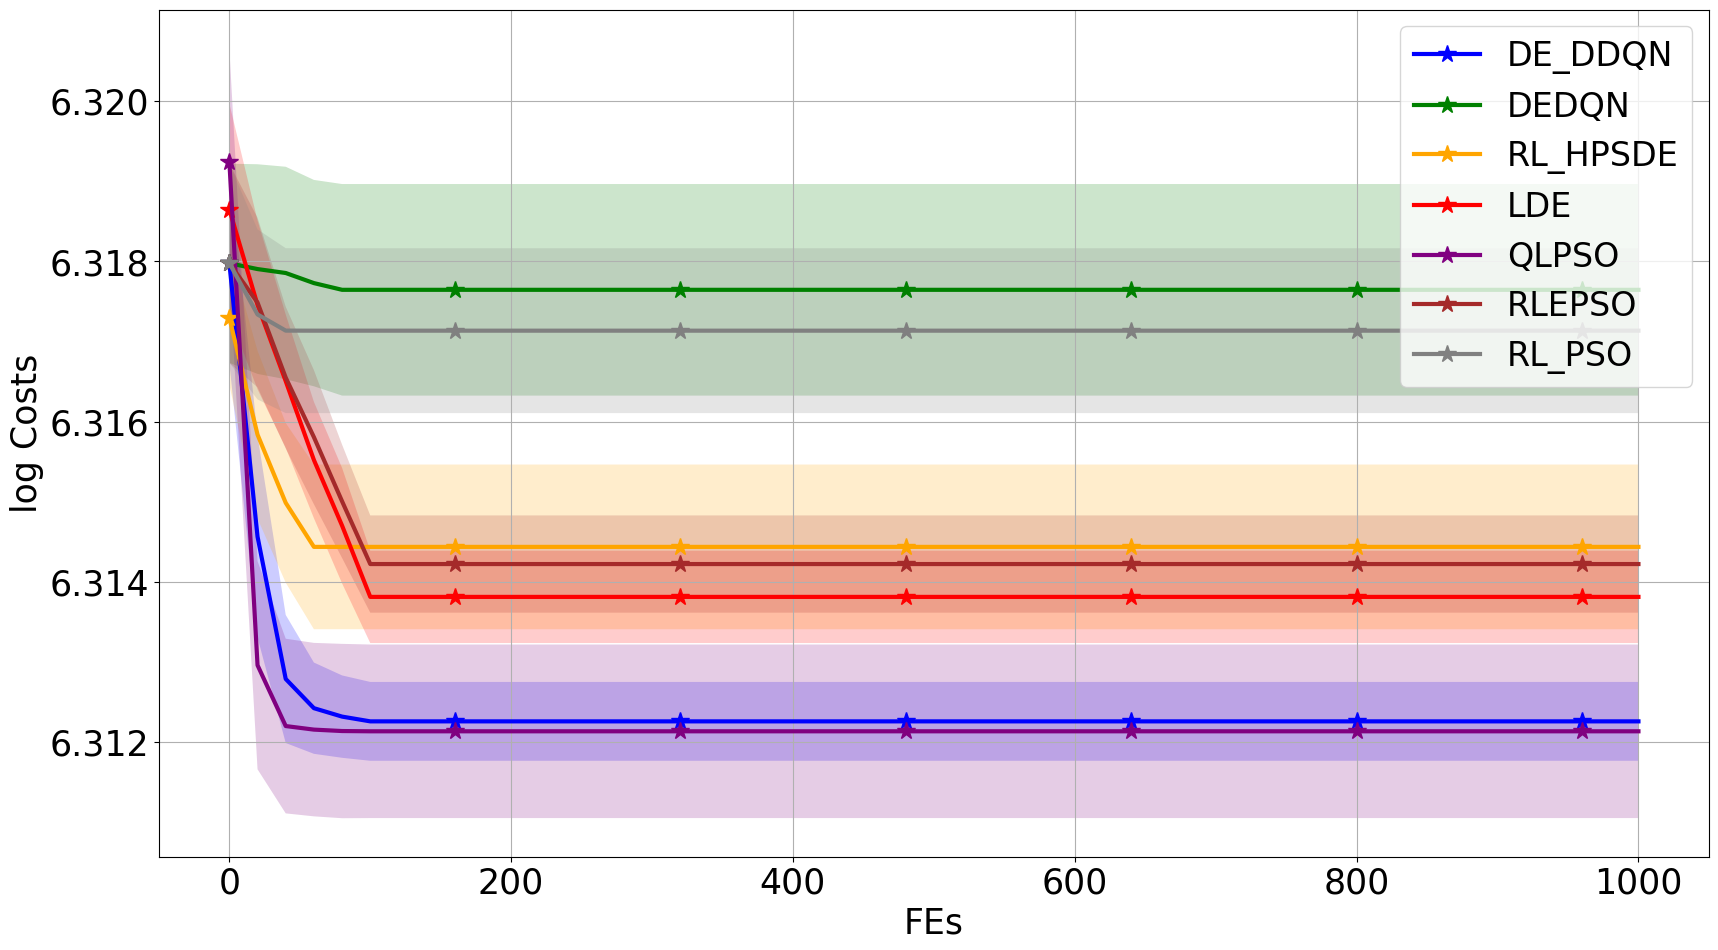 6.320
6.318
6.316
6.314
6.312
log Costs
0
200
400
600
800
1000
FEs
DE_DDQN
DEDQN
RL_HPSDE
LDE
QLPSO
RLEPSO
RL_PSO